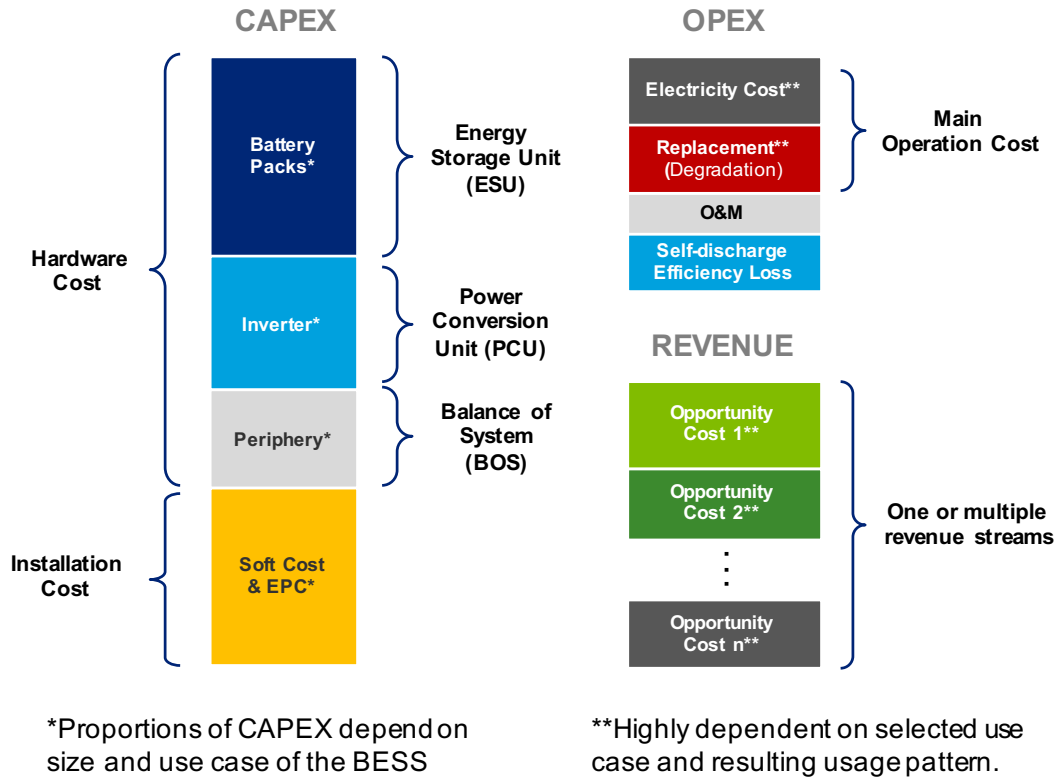 CAPEX
Hardware
Cost
Installation
Cost
Battery
Packs*
Inverter*
Periphery*
Soft Cost
& EPC*
Energy
Storage Unit
(ESU)
Power
Conversion
Unit (PCU)
Balance of
System
(BOS)
*Proportions of CAPEX depend on
size and use case of the BESS
OPEX
Electricity Cost**
Replacement**
(Degradation)
O&M
Self-discharge
Efficiency Loss
Main
Operation Cost
REVENUE
Opportunity
Cost 1**
Opportunity
Cost 2**
⋮
Opportunity
Cost n**
One or multiple
revenue streams
**Highly dependent on selected use
case and resulting usage pattern.